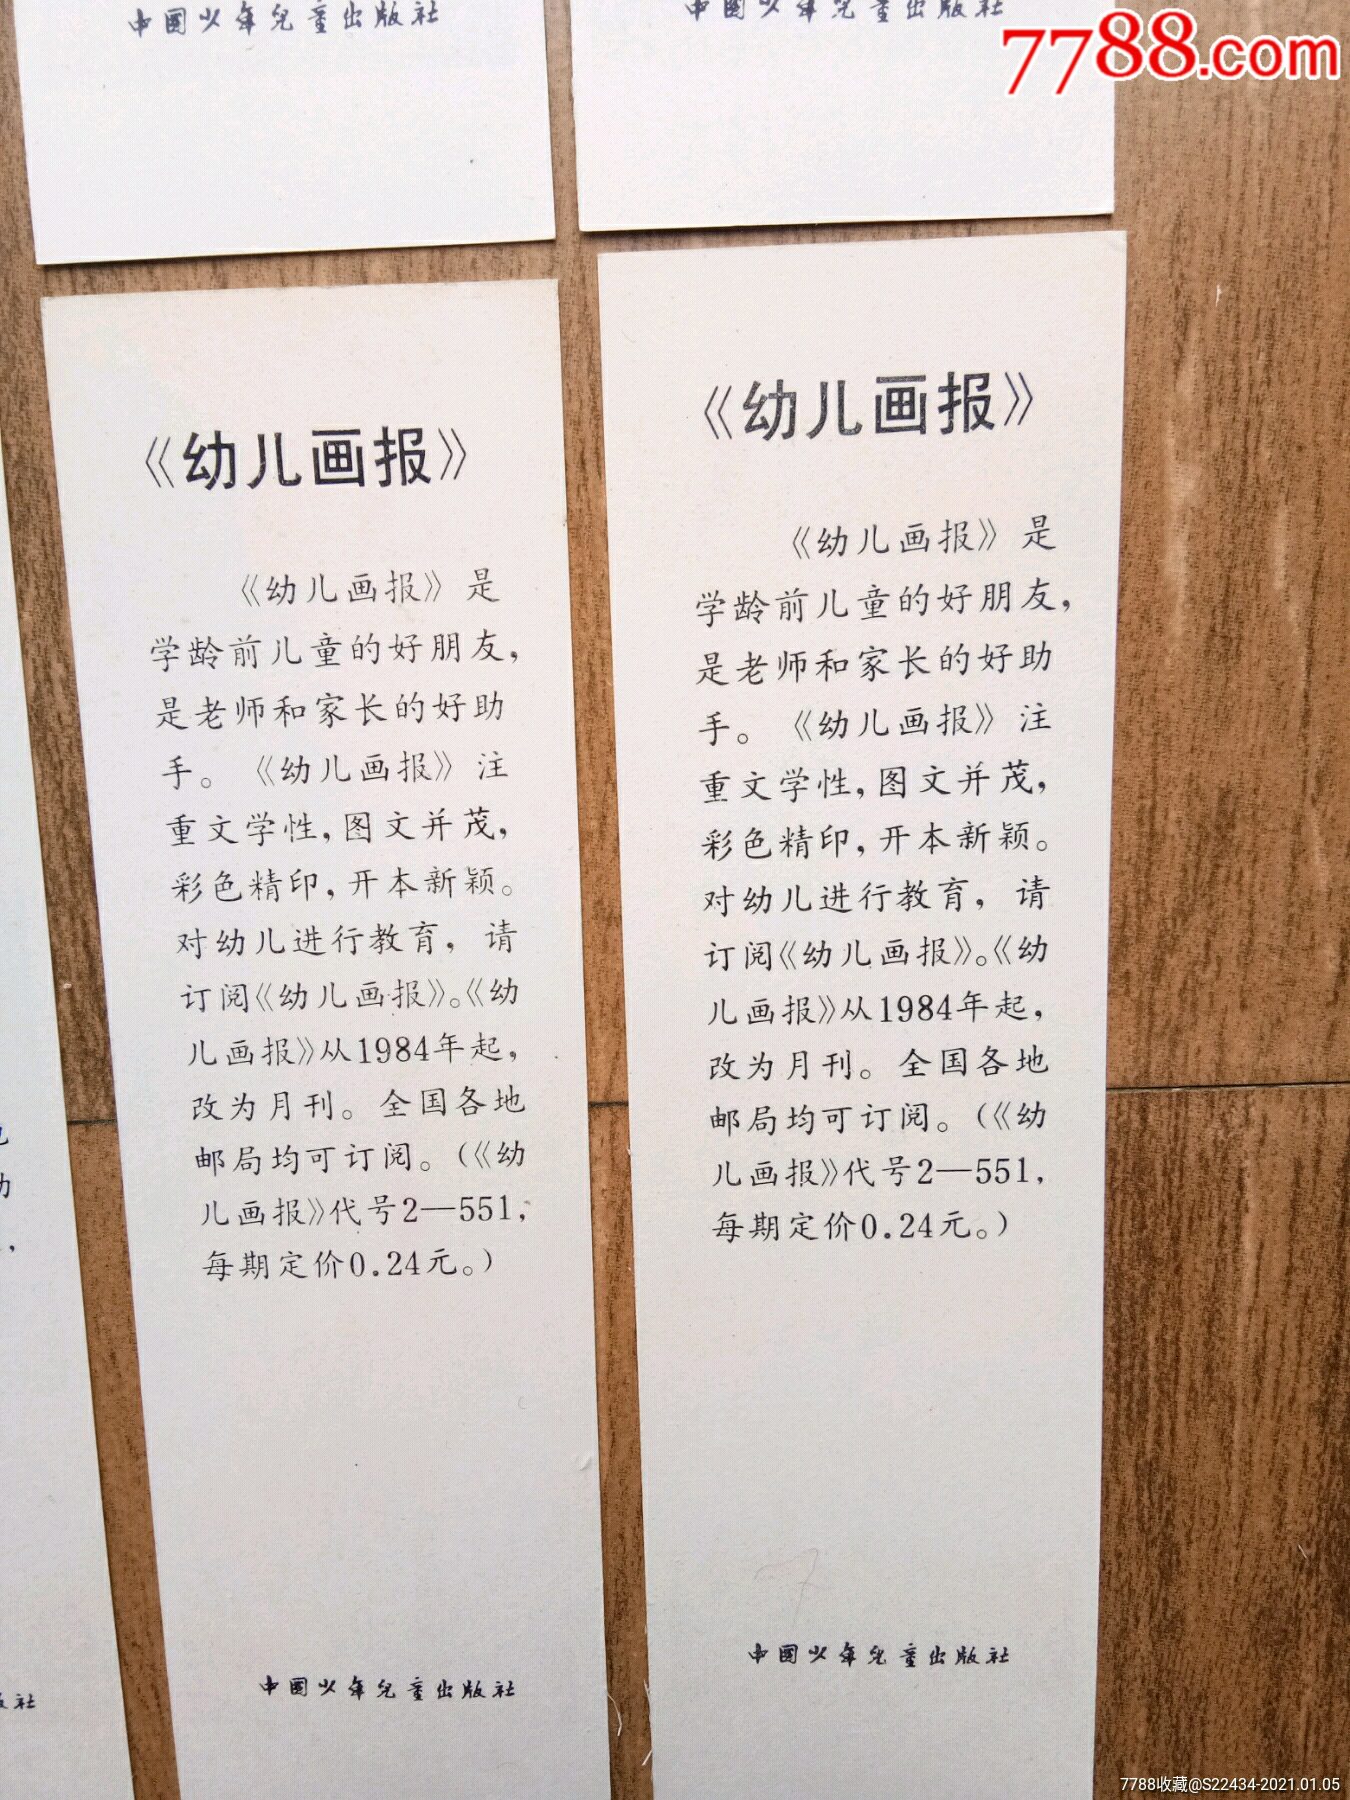 中國少年兒童出版社
中國少年兒童出版社
7788.com
《幼儿画报》
《幼儿画报》是
学龄前儿童的好朋友，
是老师和家长的好助
手。《幼儿画报》注
重文学性，图文并茂，
彩色精印，开本新颖。
对幼儿进行教育，请
订阅《幼儿画报》。《幼
儿画报》从1984年起，
改为月刊。全国各地
邮局均可订阅。（《幼
儿画报》代号2—551，
每期定价0.24元。）
中國少年兒童出版社
《幼儿画报》
《幼儿画报》是
学龄前儿童的好朋友，
是老师和家长的好助
手。《幼儿画报》注
重文学性，图文并茂，
彩色精印，开本新颖。
对幼儿进行教育，请
订阅《幼儿画报》。《幼
儿画报》从1984年起，
改为月刊。全国各地
邮局均可订阅。（《幼
儿画报》代号2—551，
每期定价0.24元。）
中國少年兒童出版社
版社
7788收藏@S22434-2021.01.05